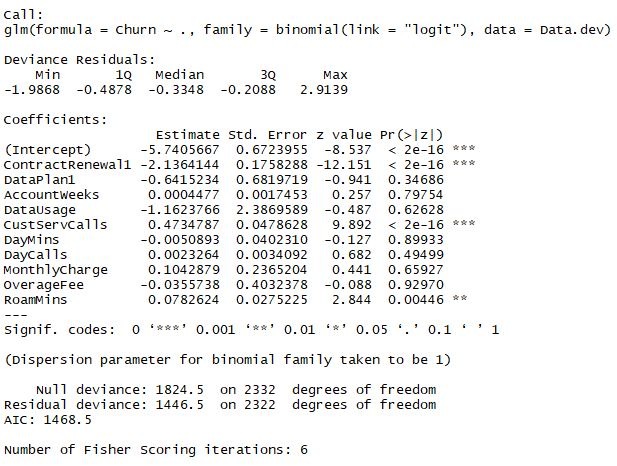 Call:
glm(formula = Churn ~ ., family = binomial(link = "logit"), data = Data.dev)
Deviance Residuals:
Min 1Q Median 3Q Max
-1.9868 -0.4878 -0.3348 -0.2088 2.9139
Coefficients:
Estimate Std. Error z value Pr(>|z|)
(Intercept) -5.7405667 0.6723955 -8.537 < 2e-16 ***
ContractRenewal1 -2.1364144 0.1758288 -12.151 < 2e-16 ***
DataPlan1 -0.6415234 0.6819719 -0.941 0.34686
AccountWeeks 0.0004477 0.0017453 0.257 0.79754
DataUsage -1.1623766 2.3869589 -0.487 0.62628
CustServCalls 0.4734787 0.0478628 9.892 < 2e-16 ***
DayMins -0.0050893 0.0402310 -0.127 0.89933
DayCalls 0.0023264 0.0034092 0.682 0.49499
MonthlyCharge 0.1042879 0.2365204 0.441 0.65927
OverageFee -0.0355738 0.4032378 -0.088 0.92970
RoamMins 0.0782624 0.0275225 2.844 0.00446 **
---
Signif. codes: 0 ‘***’ 0.001 ‘**’ 0.01 ‘*’ 0.05 ‘.’ 0.1 ‘ ’ 1
(Dispersion parameter for binomial family taken to be 1)
Null deviance: 1824.5 on 2332 degrees of freedom
Residual deviance: 1446.5 on 2322 degrees of freedom
AIC: 1468.5
Number of Fisher Scoring iterations: 6